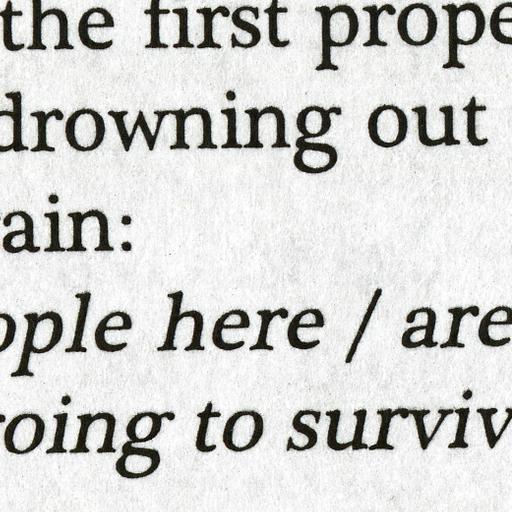 the first prope
drowning out
ain:
ople here / are
oing to surviv